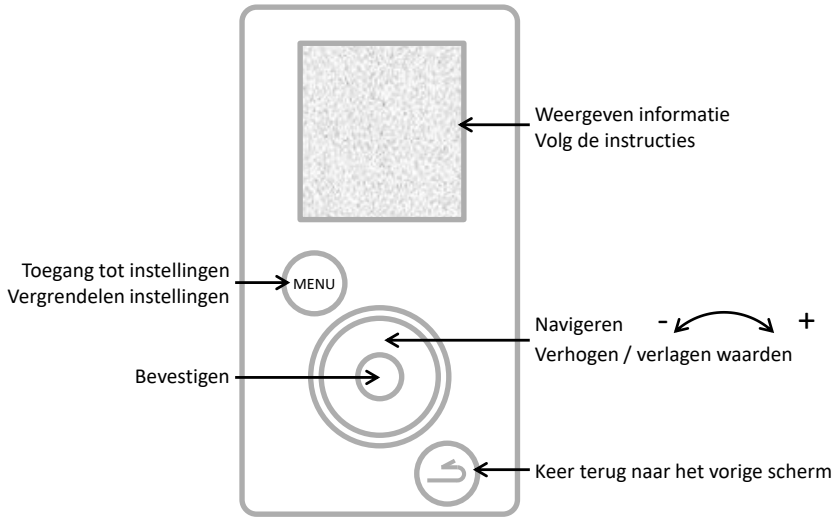 Weergeven informatie
Volg de instructies
Toegang tot instellingen
Vergrendelen instellingen
MENU
Navigeren - +
Verhogen / verlagen waarden
Bevestigen
Keer terug naar het vorige scherm